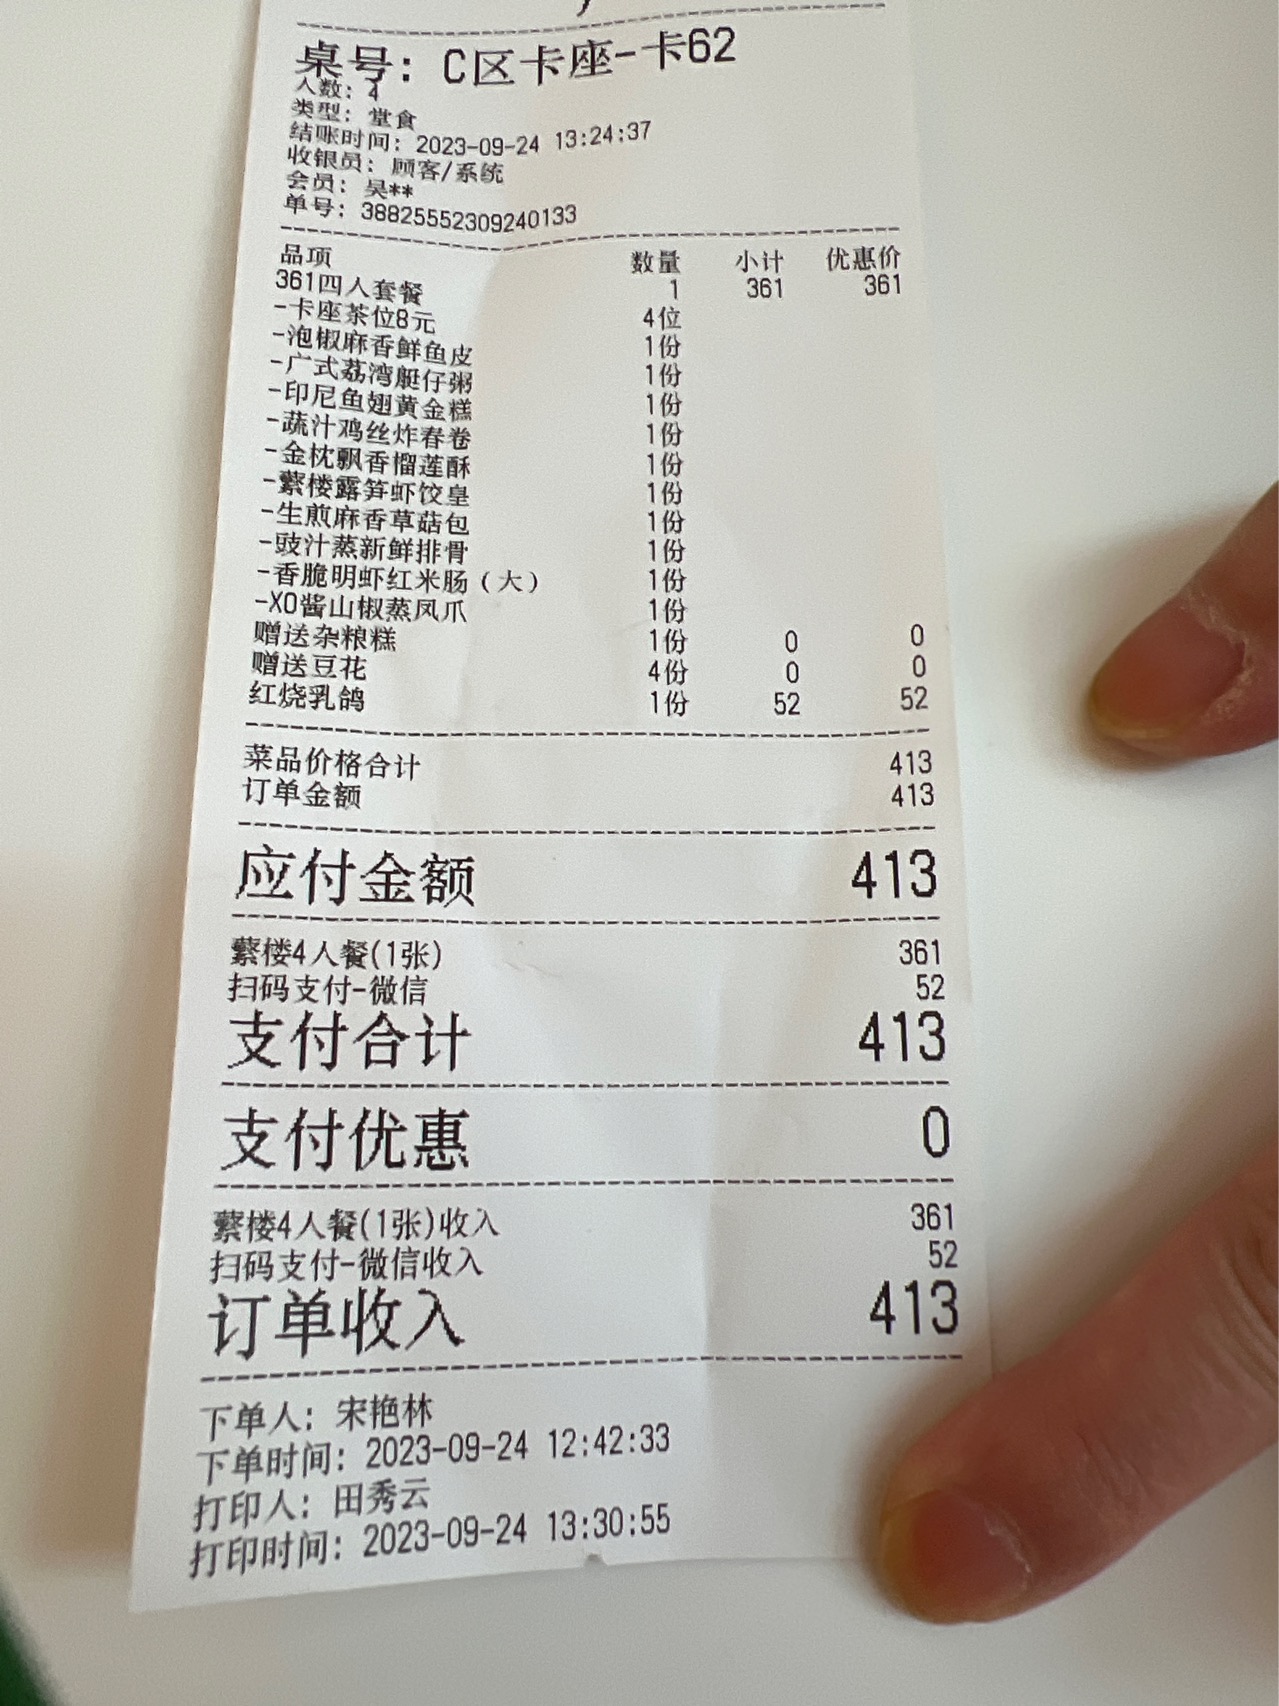 桌号：C区卡座-卡62
人数：4
类型：堂食
结账时间：2023-09-24 13:24:37
收银员：顾客/系统
会员：吴**
单号：38825552309240133
品项 数量 小计 优惠价
361四人套餐 1 361 361
-卡座茶位8元 4位
-泡椒麻香鲜鱼皮 1份
-广式荔湾艇仔粥 1份
-印尼鱼翅黄金糕 1份
-蔬汁鸡丝炸春卷 1份
-金枕飘香榴莲酥 1份
-蘩楼露笋虾饺皇 1份
-生煎麻香草菇包 1份
-豉汁蒸新鲜排骨 1份
-香脆明虾红米肠（大） 1份
-XO酱山椒蒸凤爪 1份
赠送杂粮糕 1份 0 0
赠送豆花 4份 0 0
红烧乳鸽 1份 52 52
菜品价格合计 413
订单金额 413
应付金额 413
蘩楼4人餐(1张) 361
扫码支付-微信 52
支付合计 413
支付优惠 0
蘩楼4人餐(1张)收入 361
扫码支付-微信收入 52
订单收入 413
下单人：宋艳林
下单时间：2023-09-24 12:42:33
打印人：田秀云
打印时间：2023-09-24 13:30:55